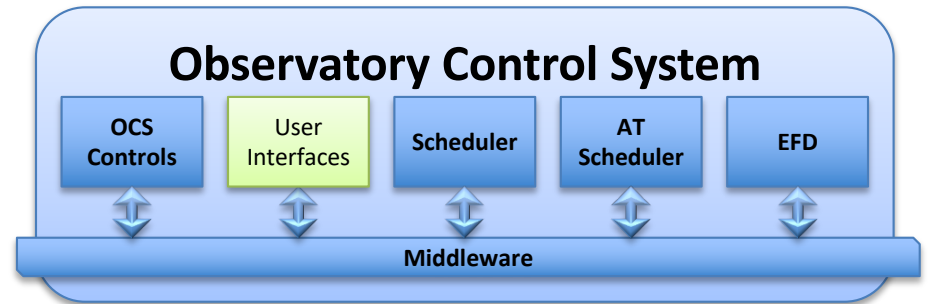 Observatory Control System
OCS
Controls
User
Interfaces
Scheduler
AT
Scheduler
EFD
Middleware